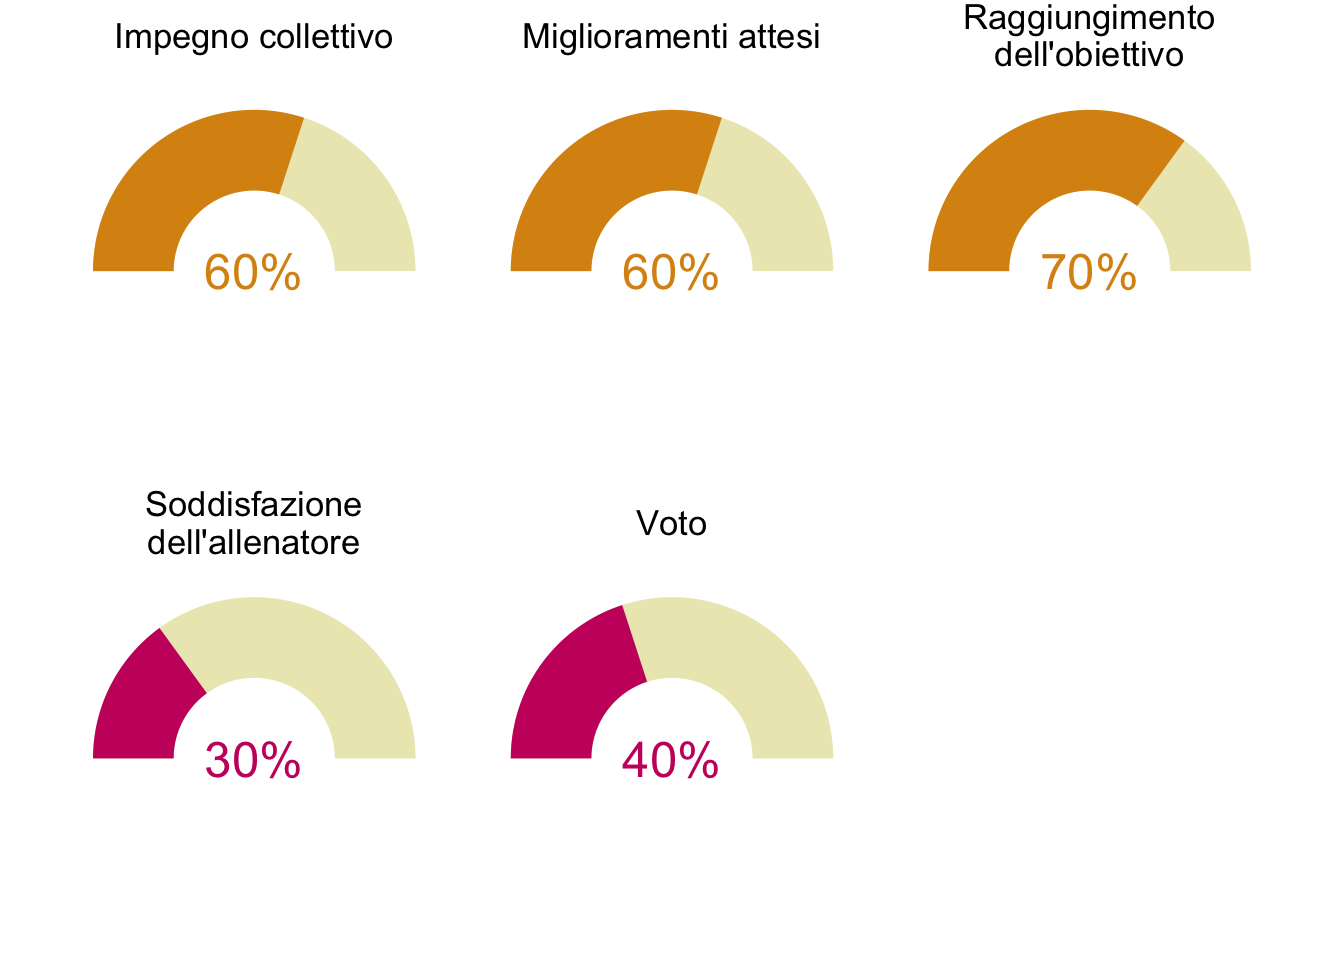 Impegno collettivo
60%
Miglioramenti attesi
60%
Raggiungimento
dell'obiettivo
70%
Soddisfazione
dell'allenatore
30%
Voto
40%